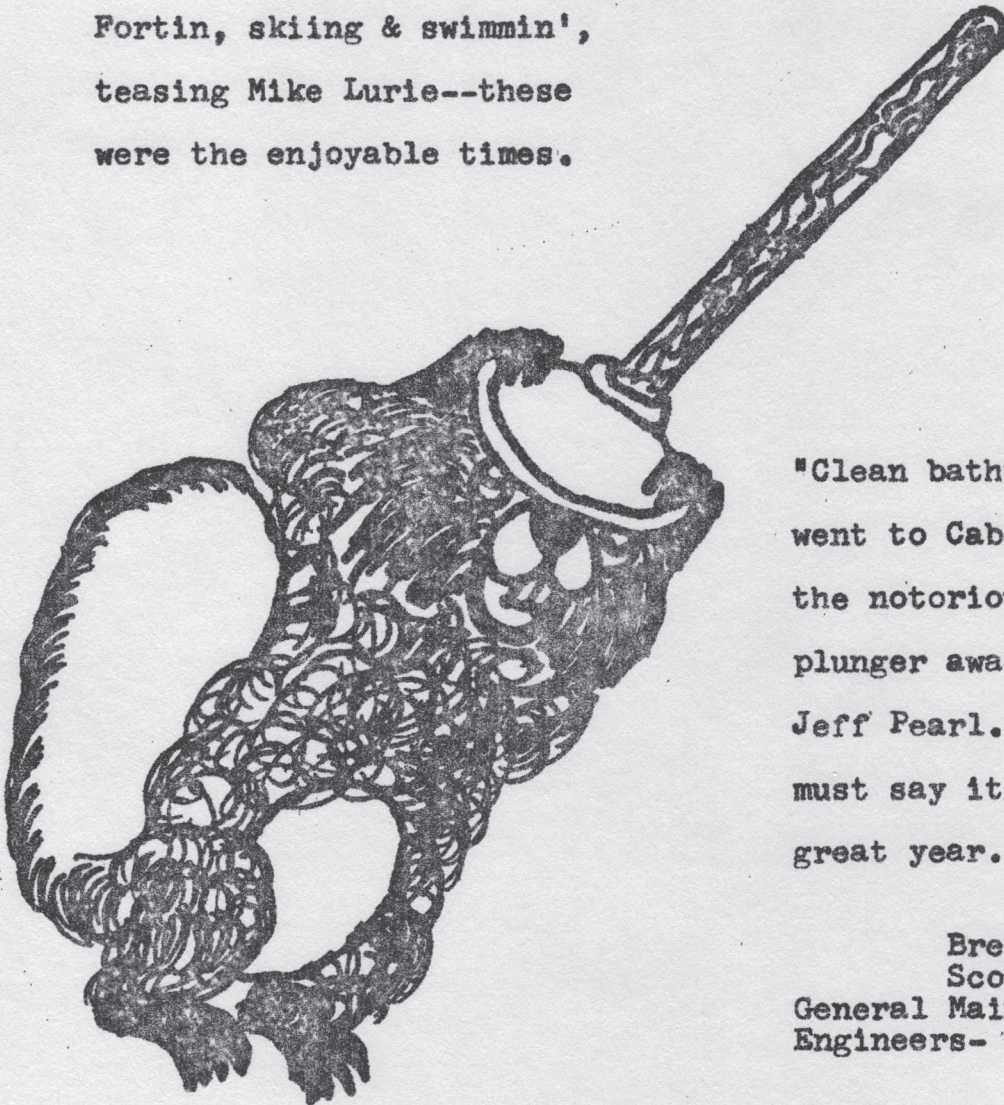 Fortin, skiing & swimmin',
teasing Mike Lurie--these
were the enjoyable times.
"Clean bath
went to Cab
the notoriou
plunger awa
Jeff Pearl.
must say it
great year.
Bre
Sco
General Mai
Engineers-